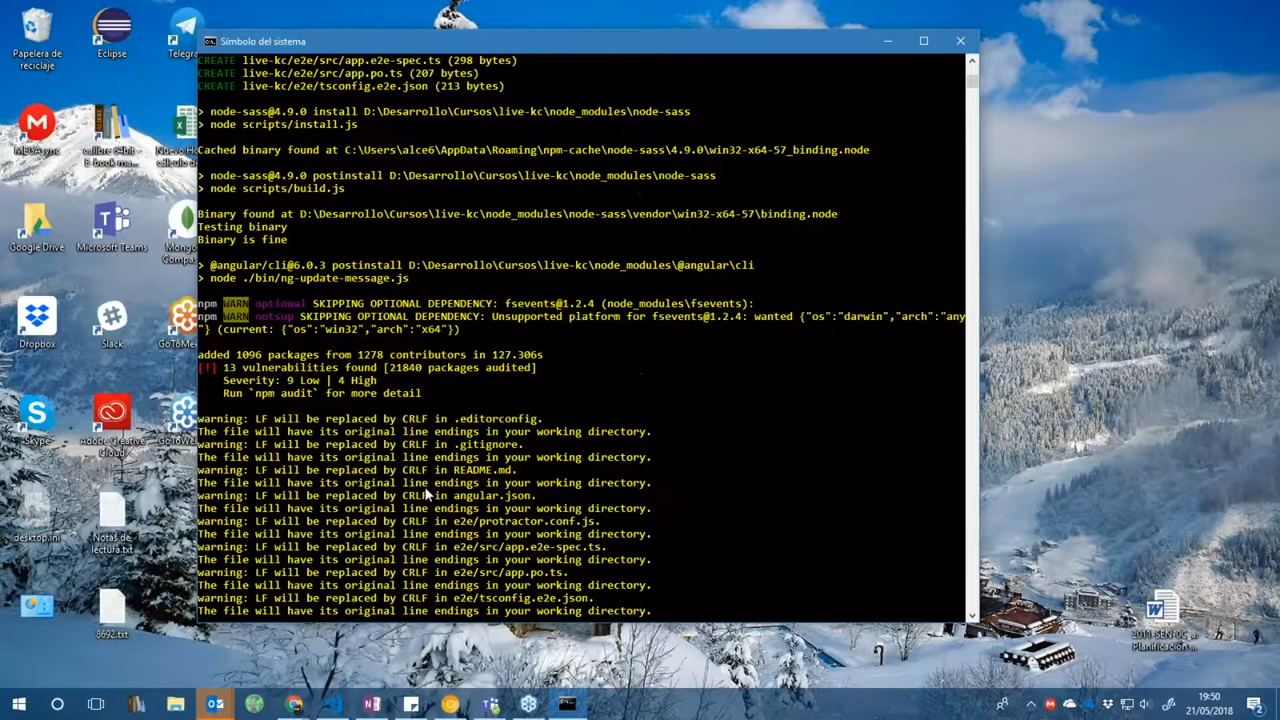 Papelera de
reciclaje
Eclipse
Telegra
MEGAsync
calibre 64bit -
E-book ma...
Nuevo Ho
cálculo d
Google Drive
Microsoft Teams
Mongo
Compa
Dropbox
Slack
GoToMee
Skype
Adobe Creative
Cloud
GoToWeb
desktop.ini
Notas de
lectura.txt
8692.txt
Símbolo del sistema
CREATE live-kc/e2e/src/app.e2e-spec.ts (298 bytes)
CREATE live-kc/e2e/src/app.po.ts (207 bytes)
CREATE live-kc/e2e/tsconfig.e2e.json (213 bytes)
> node-sass@4.9.0 install D:\Desarrollo\Cursos\live-kc\node_modules\node-sass
> node scripts/install.js
Cached binary found at C:\Users\alce6\AppData\Roaming\npm-cache\node-sass\4.9.0\win32-x64-57_binding.node
> node-sass@4.9.0 postinstall D:\Desarrollo\Cursos\live-kc\node_modules\node-sass
> node scripts/build.js
Binary found at D:\Desarrollo\Cursos\live-kc\node_modules\node-sass\vendor\win32-x64-57\binding.node
Testing binary
Binary is fine
> @angular/cli@6.0.3 postinstall D:\Desarrollo\Cursos\live-kc\node_modules\@angular\cli
> node ./bin/ng-update-message.js
npm WARN optional SKIPPING OPTIONAL DEPENDENCY: fsevents@1.2.4 (node_modules\fsevents):
npm WARN notsup SKIPPING OPTIONAL DEPENDENCY: Unsupported platform for fsevents@1.2.4: wanted {"os":"darwin","arch":"any
"} (current: {"os":"win32","arch":"x64"})
added 1096 packages from 1278 contributors in 127.306s
[!] 13 vulnerabilities found [21840 packages audited]
Severity: 9 Low | 4 High
Run `npm audit` for more detail
warning: LF will be replaced by CRLF in .editorconfig.
The file will have its original line endings in your working directory.
warning: LF will be replaced by CRLF in .gitignore.
The file will have its original line endings in your working directory.
warning: LF will be replaced by CRLF in README.md.
The file will have its original line endings in your working directory.
warning: LF will be replaced by CRLF in angular.json.
The file will have its original line endings in your working directory.
warning: LF will be replaced by CRLF in e2e/protractor.conf.js.
The file will have its original line endings in your working directory.
warning: LF will be replaced by CRLF in e2e/src/app.e2e-spec.ts.
The file will have its original line endings in your working directory.
warning: LF will be replaced by CRLF in e2e/src/app.po.ts.
The file will have its original line endings in your working directory.
warning: LF will be replaced by CRLF in e2e/tsconfig.e2e.json.
The file will have its original line endings in your working directory.
Planificación-...
19:50
21/05/2018